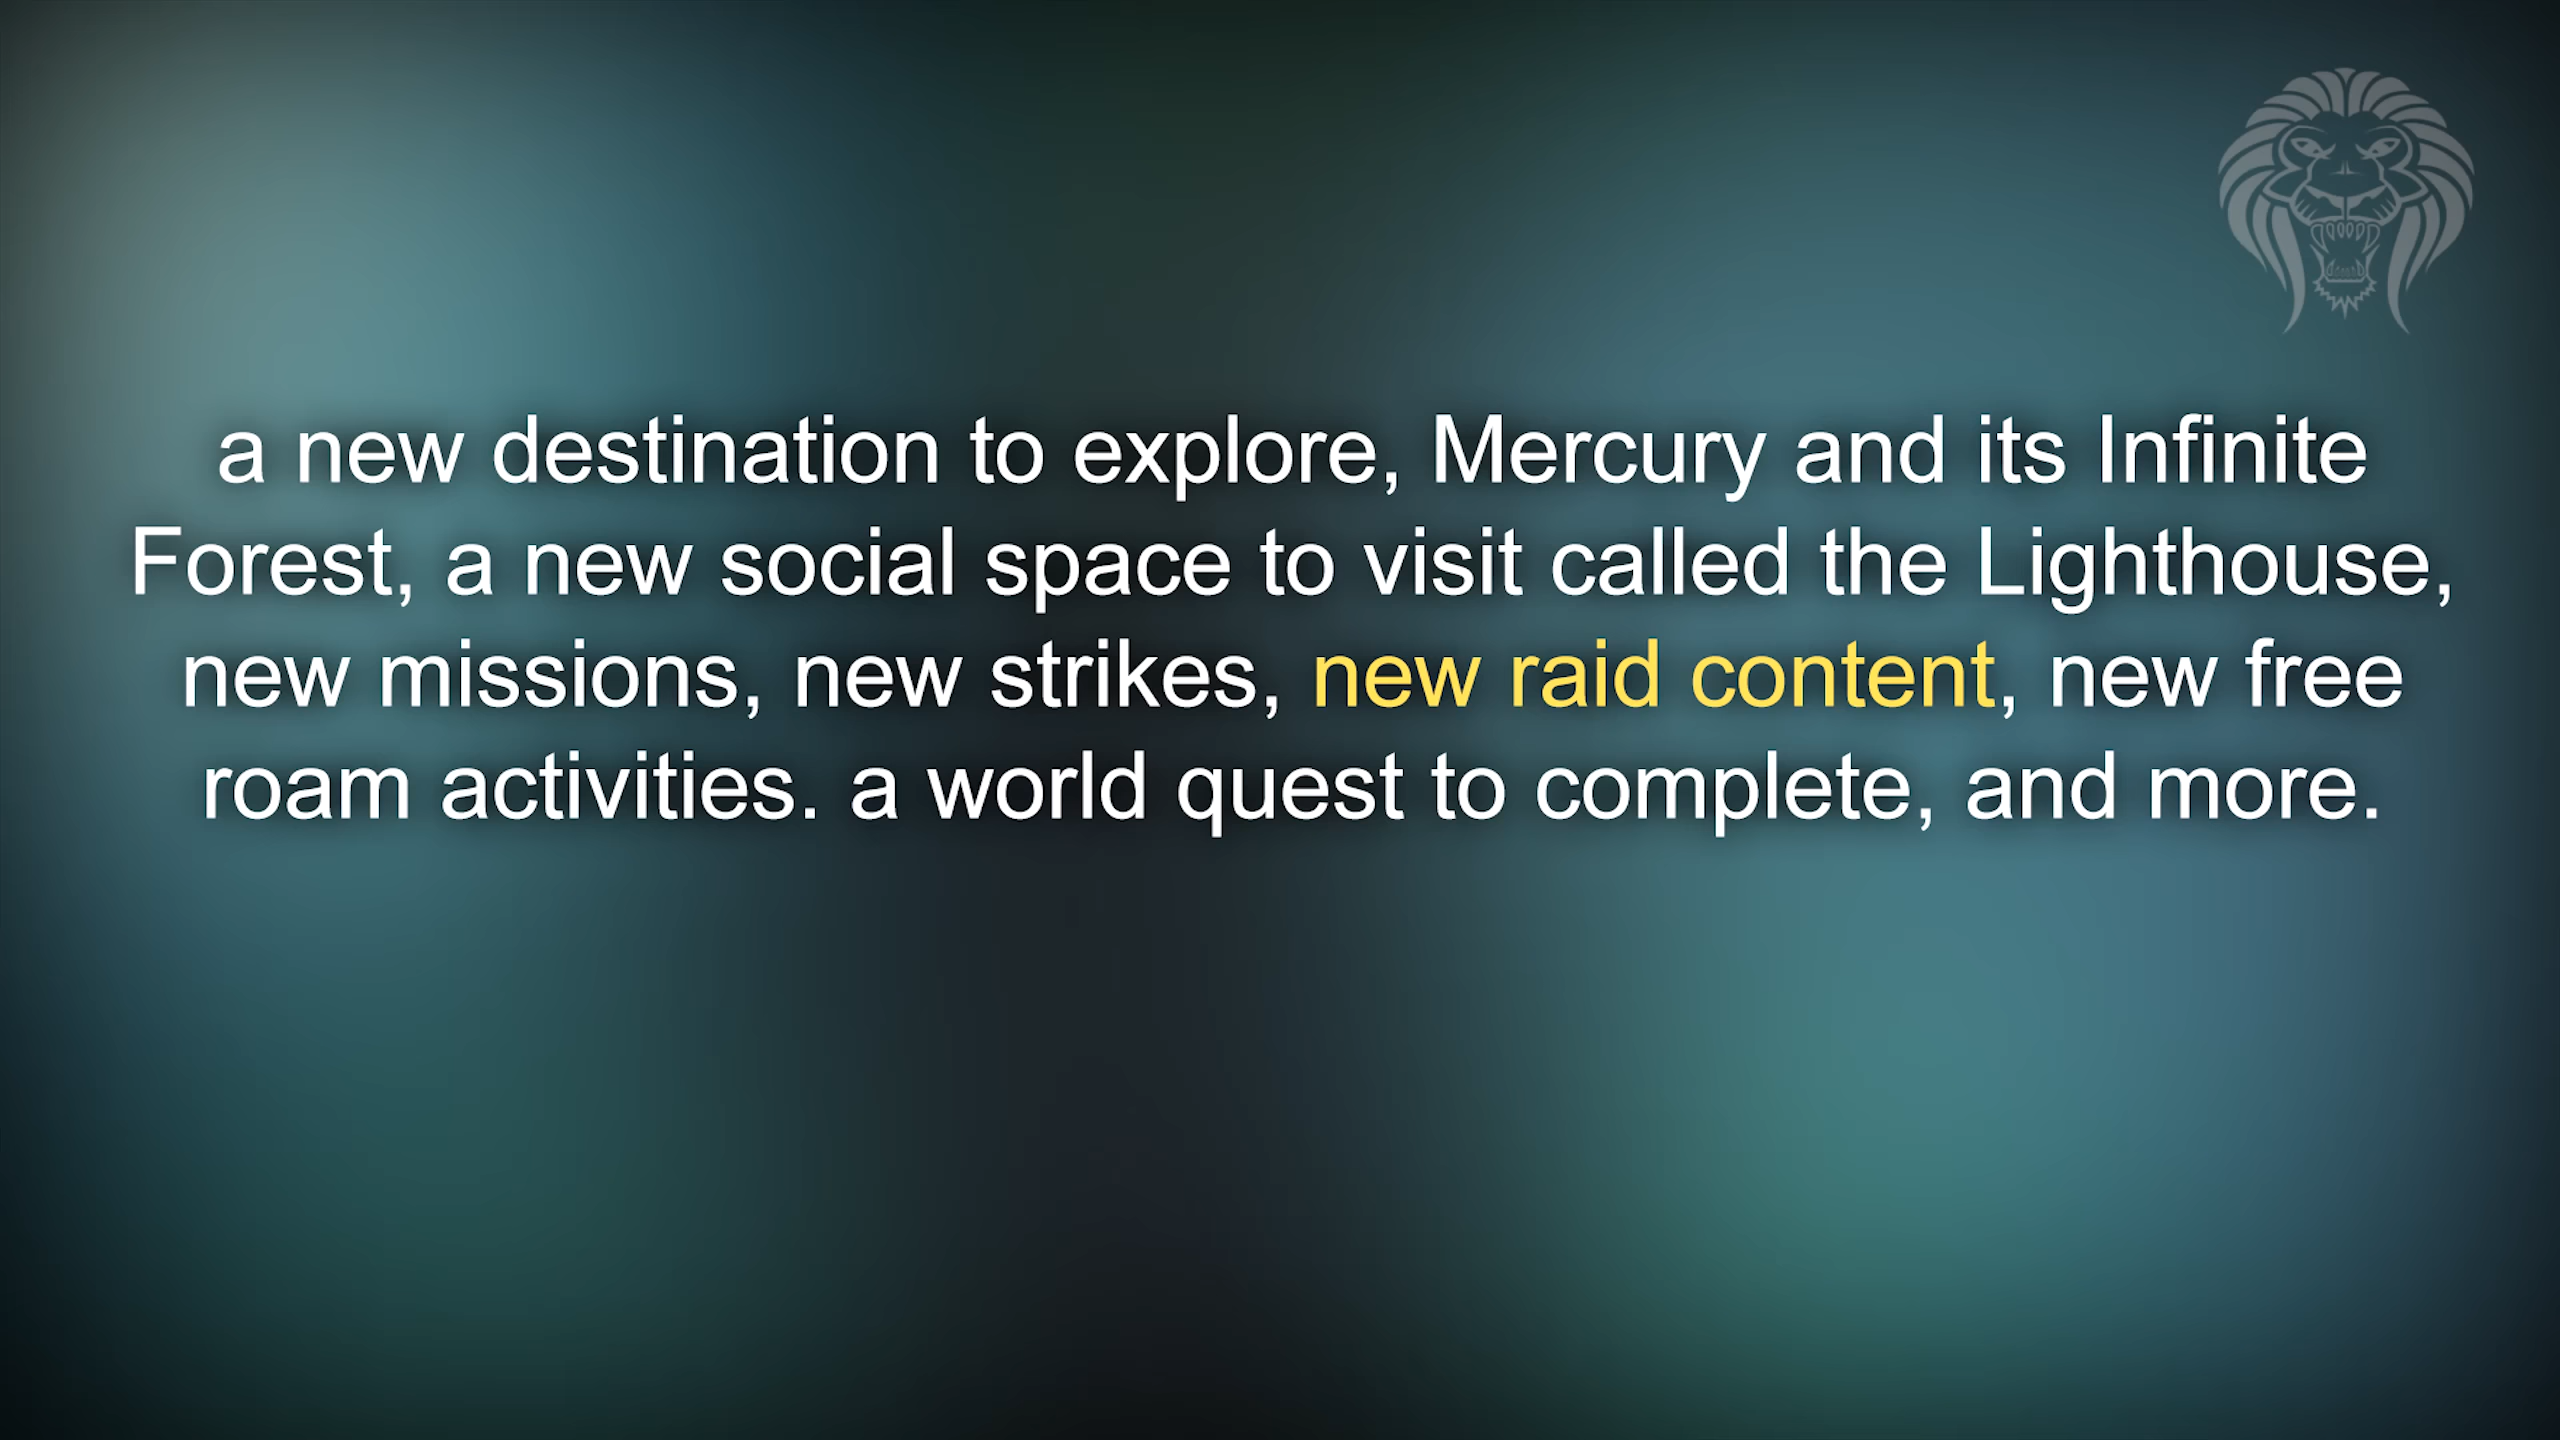 a new destination to explore, Mercury and its Infinite
Forest, a new social space to visit called the Lighthouse,
new missions, new strikes, new raid content, new free
roam activities. a world quest to complete, and more.